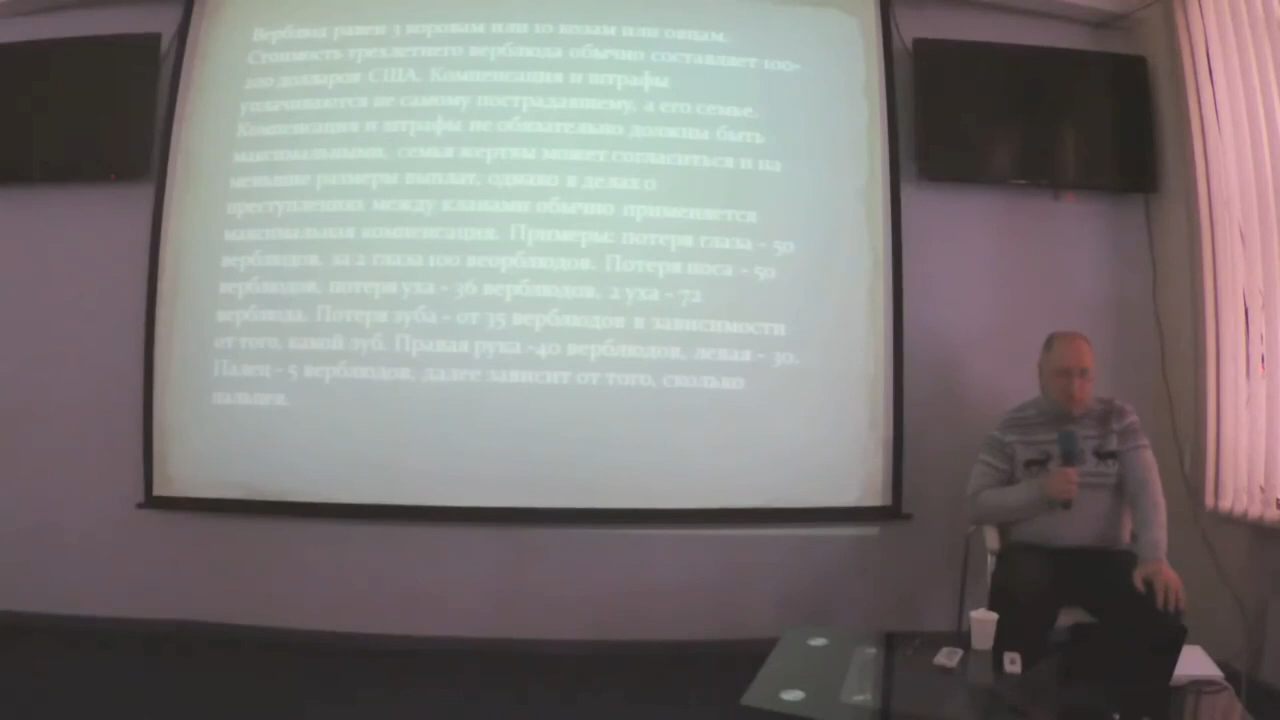 Верблюд равен 3 коровам или 10 козам или овцам.
Стоимость трехлетнего верблюда обычно составляет 100-
200 долларов США. Компенсация и штрафы
уплачиваются не самому пострадавшему, а его семье.
Компенсация и штрафы не обязательно должны быть
максимальными, семья жертвы может согласиться и на
меньшие размеры выплат, однако в делах о
преступлениях между кланами обычно применяется
максимальная компенсация. Примеры: потеря глаза - 50
верблюдов, за 2 глаза 100 веорблюдов. Потеря носа - 50
верблюдов, потеря уха - 36 верблюдов, 2 уха - 72
верблюда. Потеря зуба - от 35 верблюдов в зависимости
от того, какой зуб. Правая рука -40 верблюдов, левая - 30.
Палец - 5 верблюдов, далее зависит от того, сколько
пальцев.